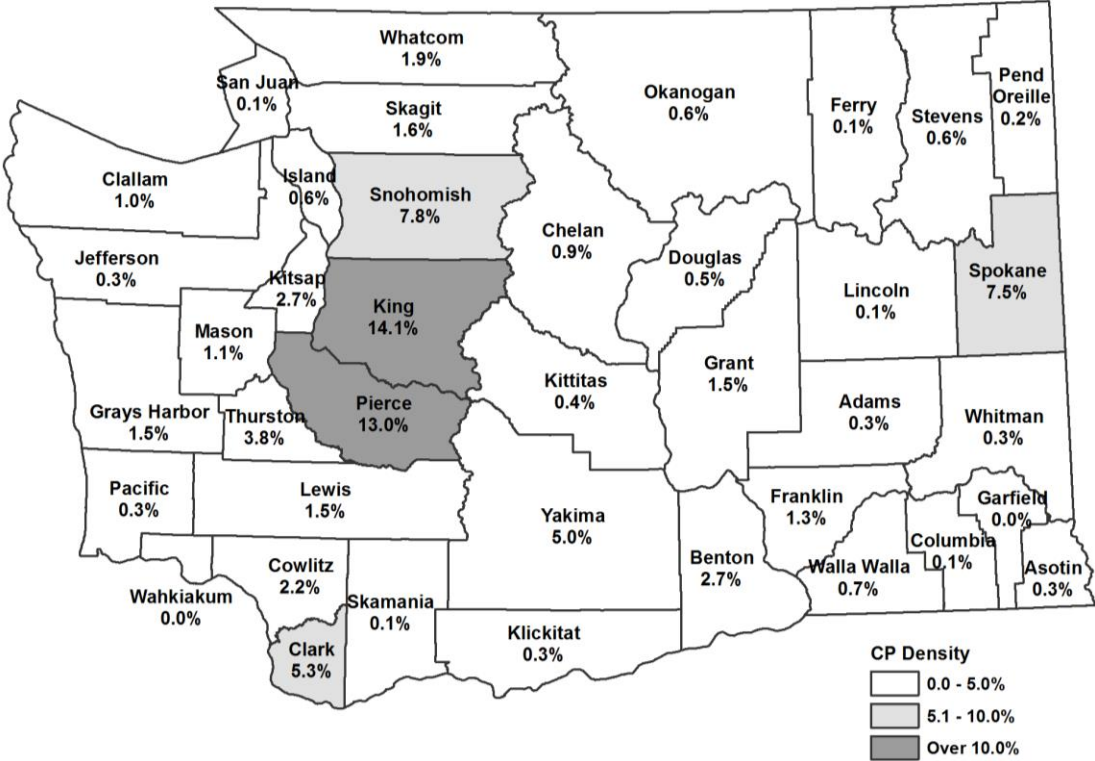 Whatcom
1.9%
San Juan
0.1%
Skagit
1.6%
Okanogan
0.6%
Ferry
0.1%
Stevens
0.6%
Pend
Oreille
0.2%
Clallam
1.0%
Island
0.6%
Snohomish
7.8%
Chelan
0.9%
Douglas
0.5%
Jefferson
0.3%
Kitsap
2.7%
King
14.1%
Lincoln
0.1%
Spokane
7.5%
Mason
1.1%
Grant
1.5%
Kittitas
0.4%
Grays Harbor
1.5%
Thurston
3.8%
Pierce
13.0%
Adams
0.3%
Whitman
0.3%
Pacific
0.3%
Lewis
1.5%
Yakima
5.0%
Franklin
1.3%
Garfield
0.0%
Columbia
0.1%
Benton
2.7%
Walla Walla
0.7%
Asotin
0.3%
Wahkiakum
0.0%
Cowlitz
2.2%
Skamania
0.1%
Klickitat
0.3%
Clark
5.3%
CP Density
0.0 - 5.0%
5.1 - 10.0%
Over 10.0%